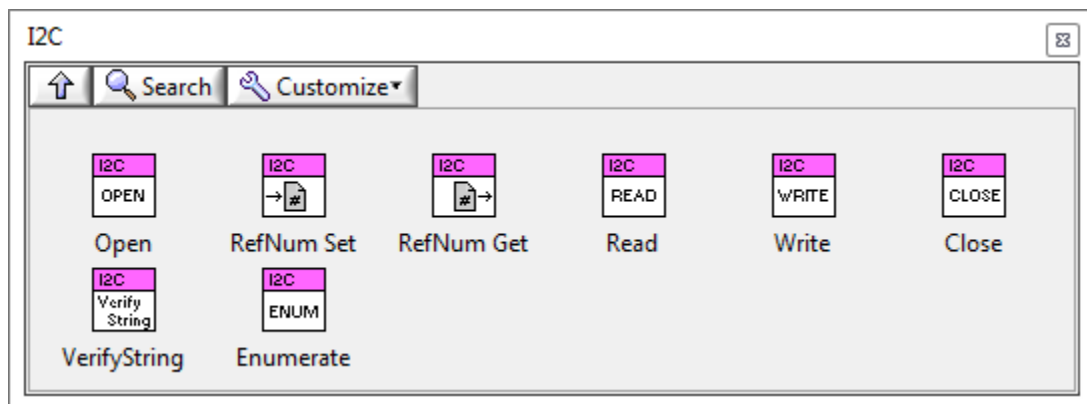 I2C
Search Customize
I2C I2C I2C I2C I2C I2C
OPEN # # READ WRITE CLOSE
Open RefNum Set RefNum Get Read Write Close
I2C I2C
Verify
String ENUM
VerifyString Enumerate